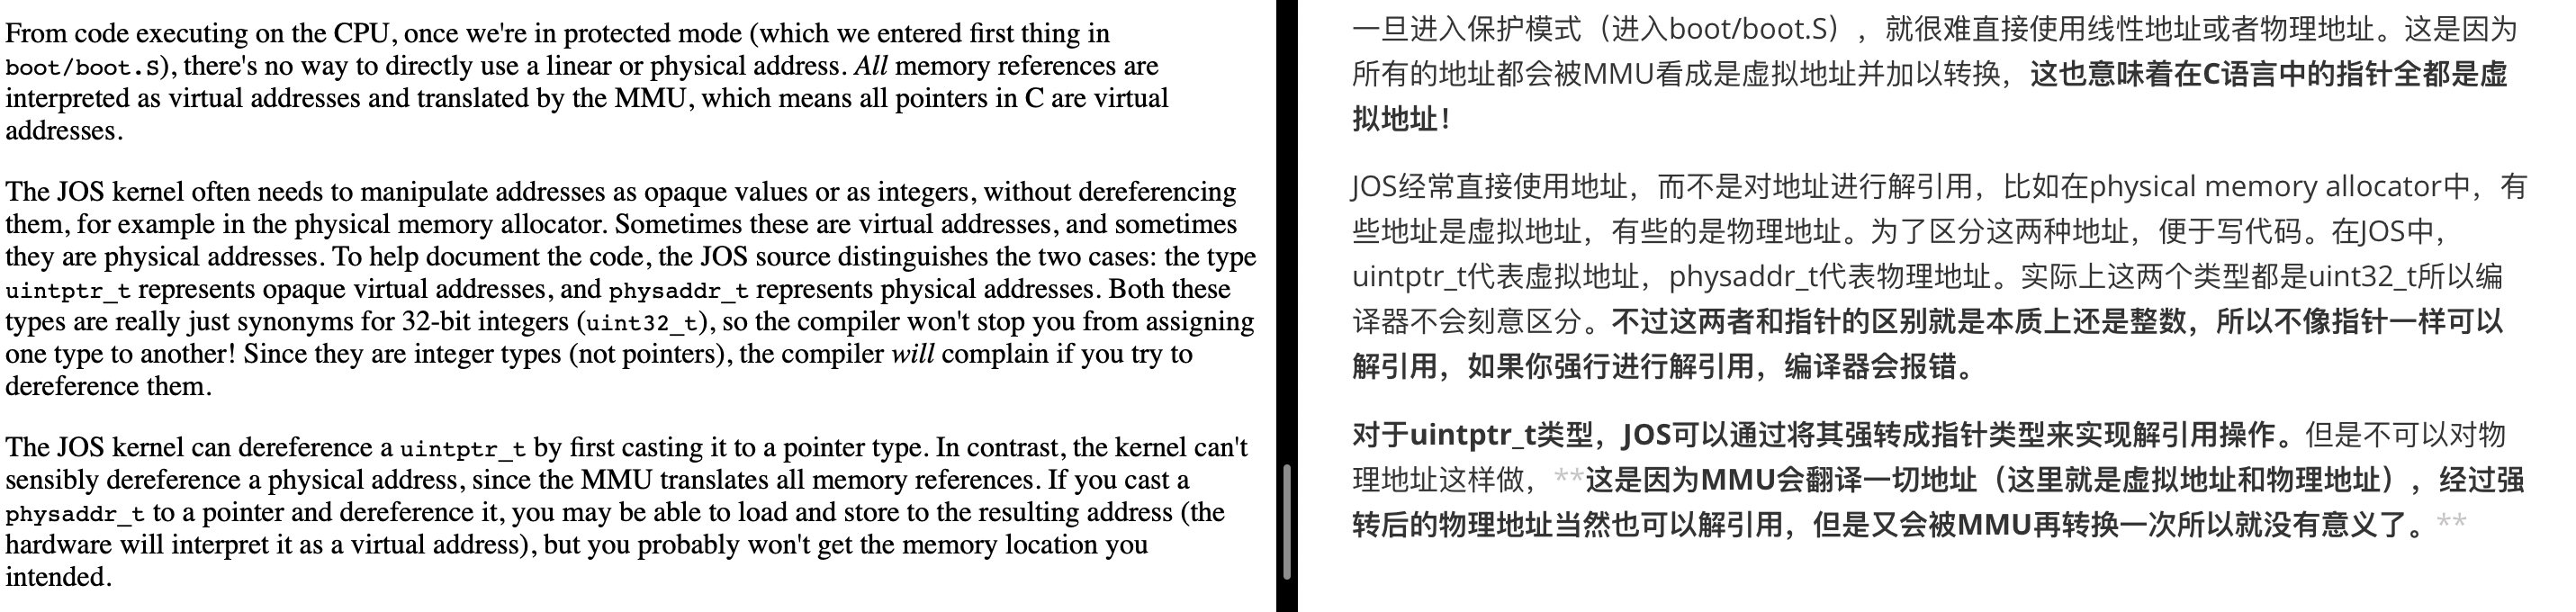 From code executing on the CPU, once we're in protected mode (which we entered first thing in
boot/boot.S), there's no way to directly use a linear or physical address. All memory references are
interpreted as virtual addresses and translated by the MMU, which means all pointers in C are virtual
addresses.
The JOS kernel often needs to manipulate addresses as opaque values or as integers, without dereferencing
them, for example in the physical memory allocator. Sometimes these are virtual addresses, and sometimes
they are physical addresses. To help document the code, the JOS source distinguishes the two cases: the type
uintptr_t represents opaque virtual addresses, and physaddr_t represents physical addresses. Both these
types are really just synonyms for 32-bit integers (uint32_t), so the compiler won't stop you from assigning
one type to another! Since they are integer types (not pointers), the compiler will complain if you try to
dereference them.
The JOS kernel can dereference a uintptr_t by first casting it to a pointer type. In contrast, the kernel can't
sensibly dereference a physical address, since the MMU translates all memory references. If you cast a
physaddr_t to a pointer and dereference it, you may be able to load and store to the resulting address (the
hardware will interpret it as a virtual address), but you probably won't get the memory location you
intended.
一旦进入保护模式（进入boot/boot.S），就很难直接使用线性地址或者物理地址。这是因为
所有的地址都会被MMU看成是虚拟地址并加以转换，这也意味着在C语言中的指针全都是虚
拟地址！
JOS经常直接使用地址，而不是对地址进行解引用，比如在physical memory allocator中，有
些地址是虚拟地址，有些的是物理地址。为了区分这两种地址，便于写代码。在JOS中，
uintptr_t代表虚拟地址，physaddr_t代表物理地址。实际上这两个类型都是uint32_t所以编
译器不会刻意区分。不过这两者和指针的区别就是本质上还是整数，所以不像指针一样可以
解引用，如果你强行进行解引用，编译器会报错。
对于uintptr_t类型，JOS可以通过将其强转成指针类型来实现解引用操作。但是不可以对物
理地址这样做，**这是因为MMU会翻译一切地址（这里就是虚拟地址和物理地址），经过强
转后的物理地址当然也可以解引用，但是又会被MMU再转换一次所以就没有意义了。**